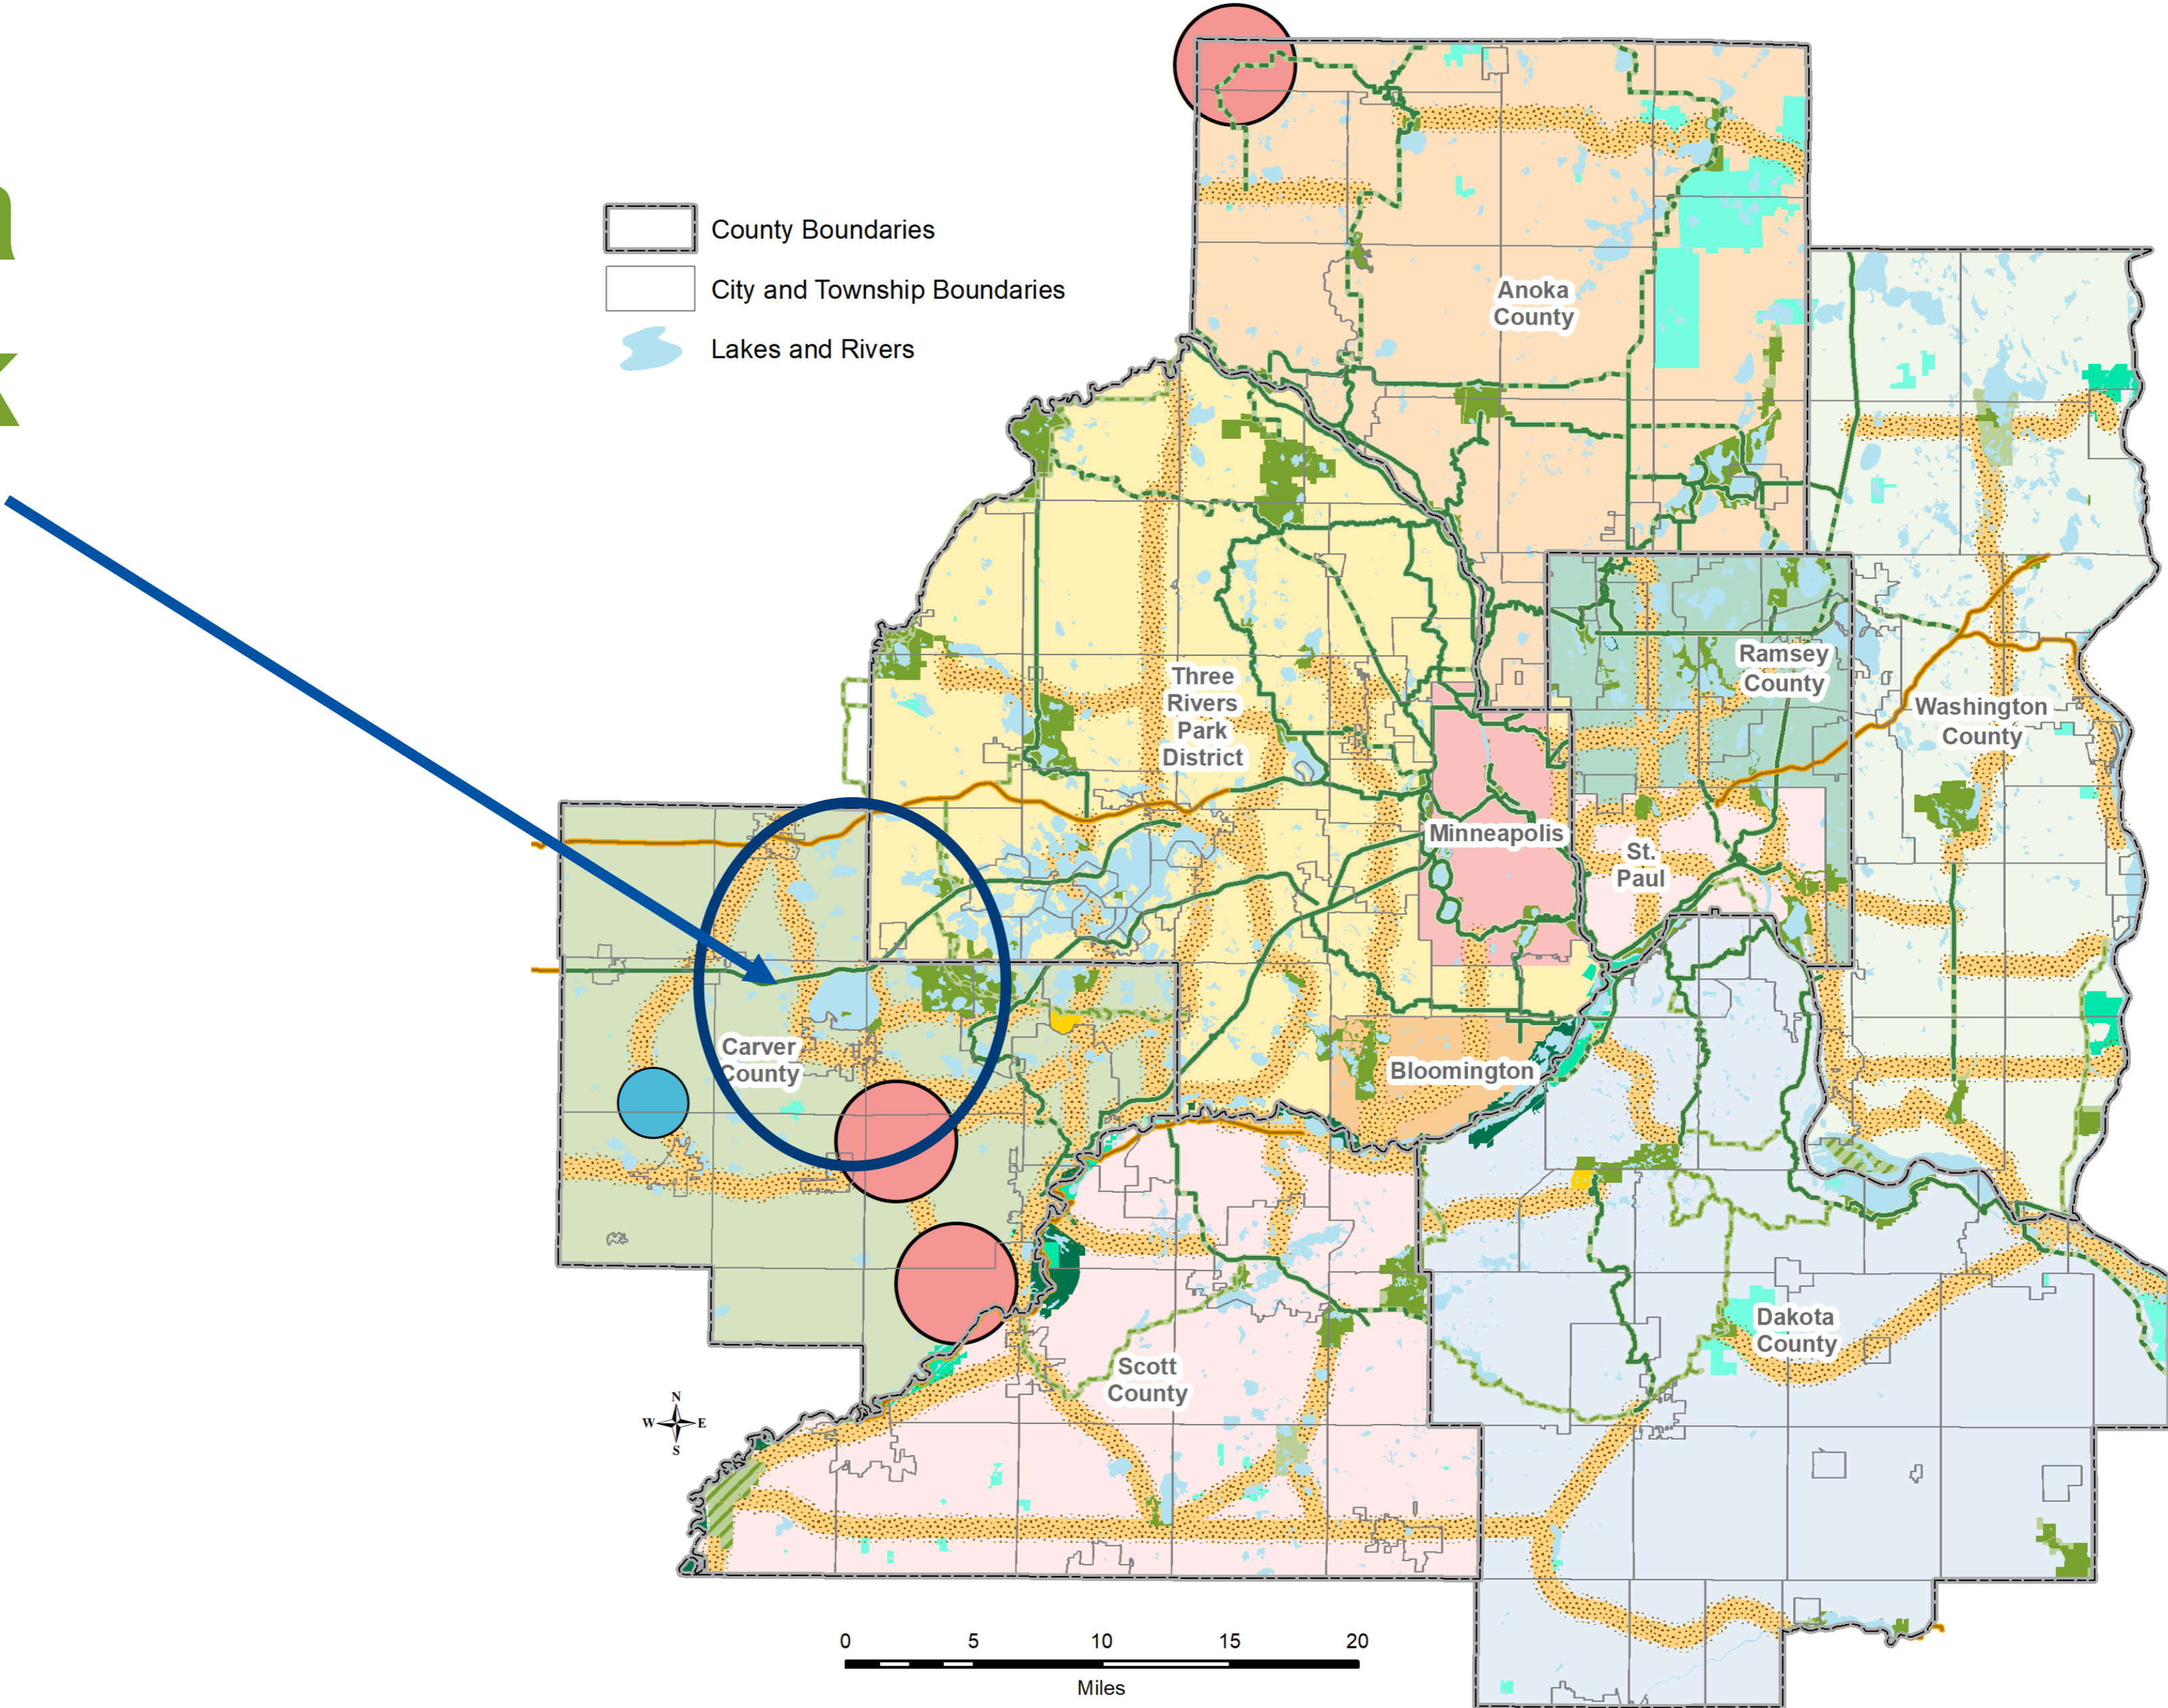 County Boundaries
City and Township Boundaries
Lakes and Rivers
Anoka
County
Three
Rivers
Park
District
Ramsey
County
Washington
County
Minneapolis
St.
Paul
Carver
County
Bloomington
Scott
County
Dakota
County
N
W E
S
0 5 10 15 20
Miles